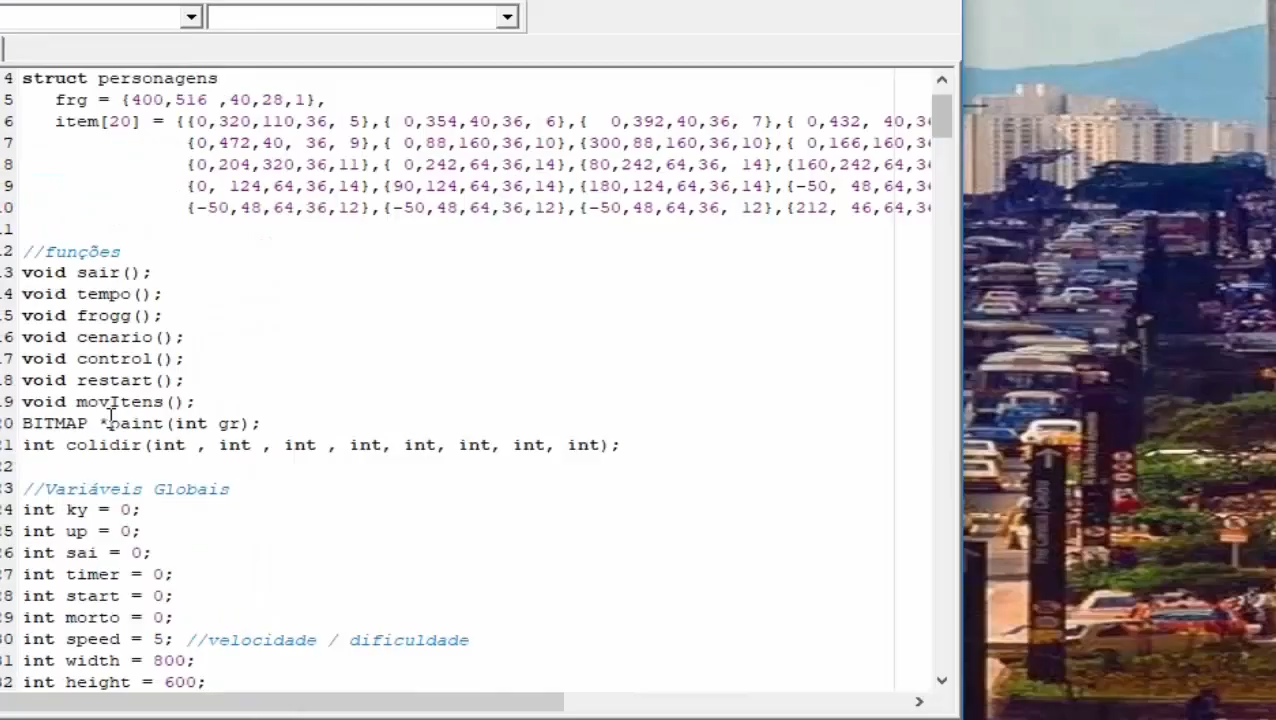 4 struct personagens
5 frg = {400,516 ,40,28,1},
6 item[20] = {{0,320,110,36, 5},{ 0,354,40,36, 6},{ 0,392,40,36, 7},{ 0,432, 40,36
7 {0,472,40, 36, 9},{ 0,88,160,36,10},{300,88,160,36,10},{ 0,166,160,36
8 {0,204,320,36,11},{ 0,242,64,36,14},{80,242,64,36, 14},{160,242,64,36
9 {0, 124,64,36,14},{90,124,64,36,14},{180,124,64,36,14},{-50, 48,64,36
10 {-50,48,64,36,12},{-50,48,64,36,12},{-50,48,64,36, 12},{212, 46,64,36
11
12 //funções
13 void sair();
14 void tempo();
15 void frogg();
16 void cenario();
17 void control();
18 void restart();
19 void movItens();
20 BITMAP *paint(int gr);
21 int colidir(int , int , int , int, int, int, int, int);
22
23 //Variáveis Globais
24 int ky = 0;
25 int up = 0;
26 int sai = 0;
27 int timer = 0;
28 int start = 0;
29 int morto = 0;
30 int speed = 5; //velocidade / dificuldade
31 int width = 800;
32 int height = 600;